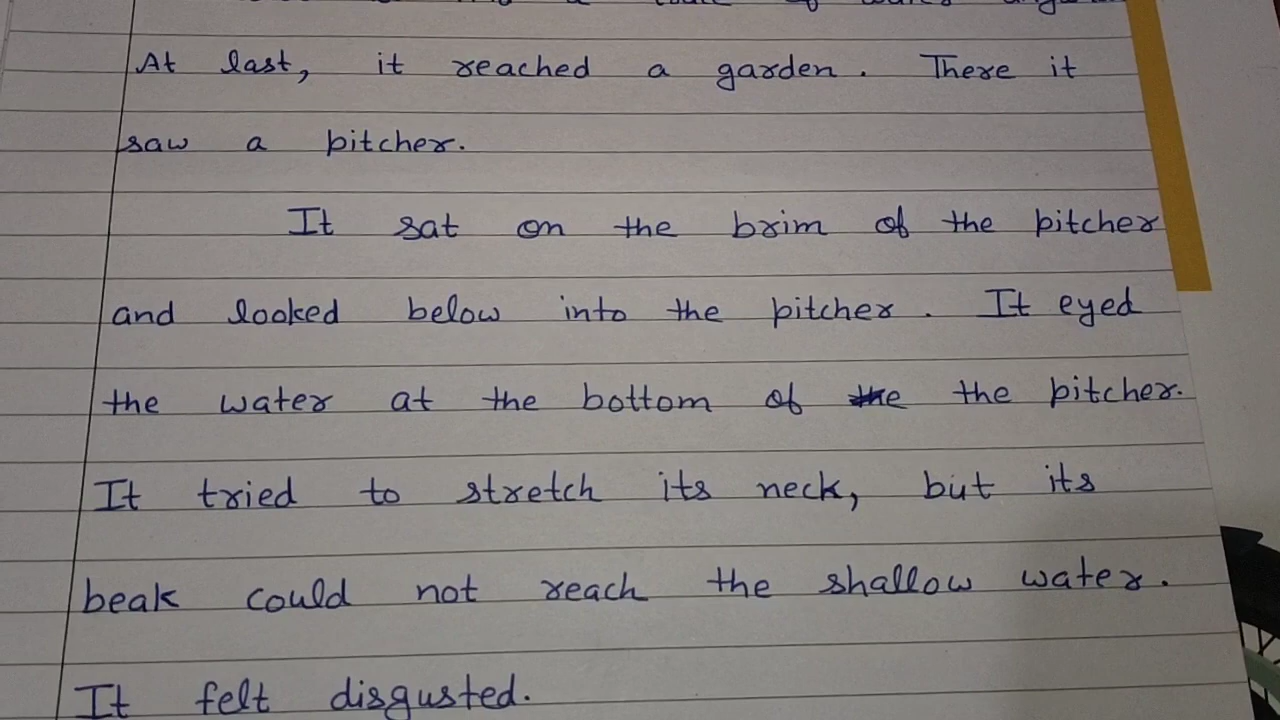 At last, it reached a garden. There it
saw a pitcher.
It sat on the brim of the pitcher
and looked below into the pitcher. It eyed
the water at the bottom of the the pitcher.
It tried to stretch its neck, but its
beak could not reach the shallow water.
It felt disgusted.